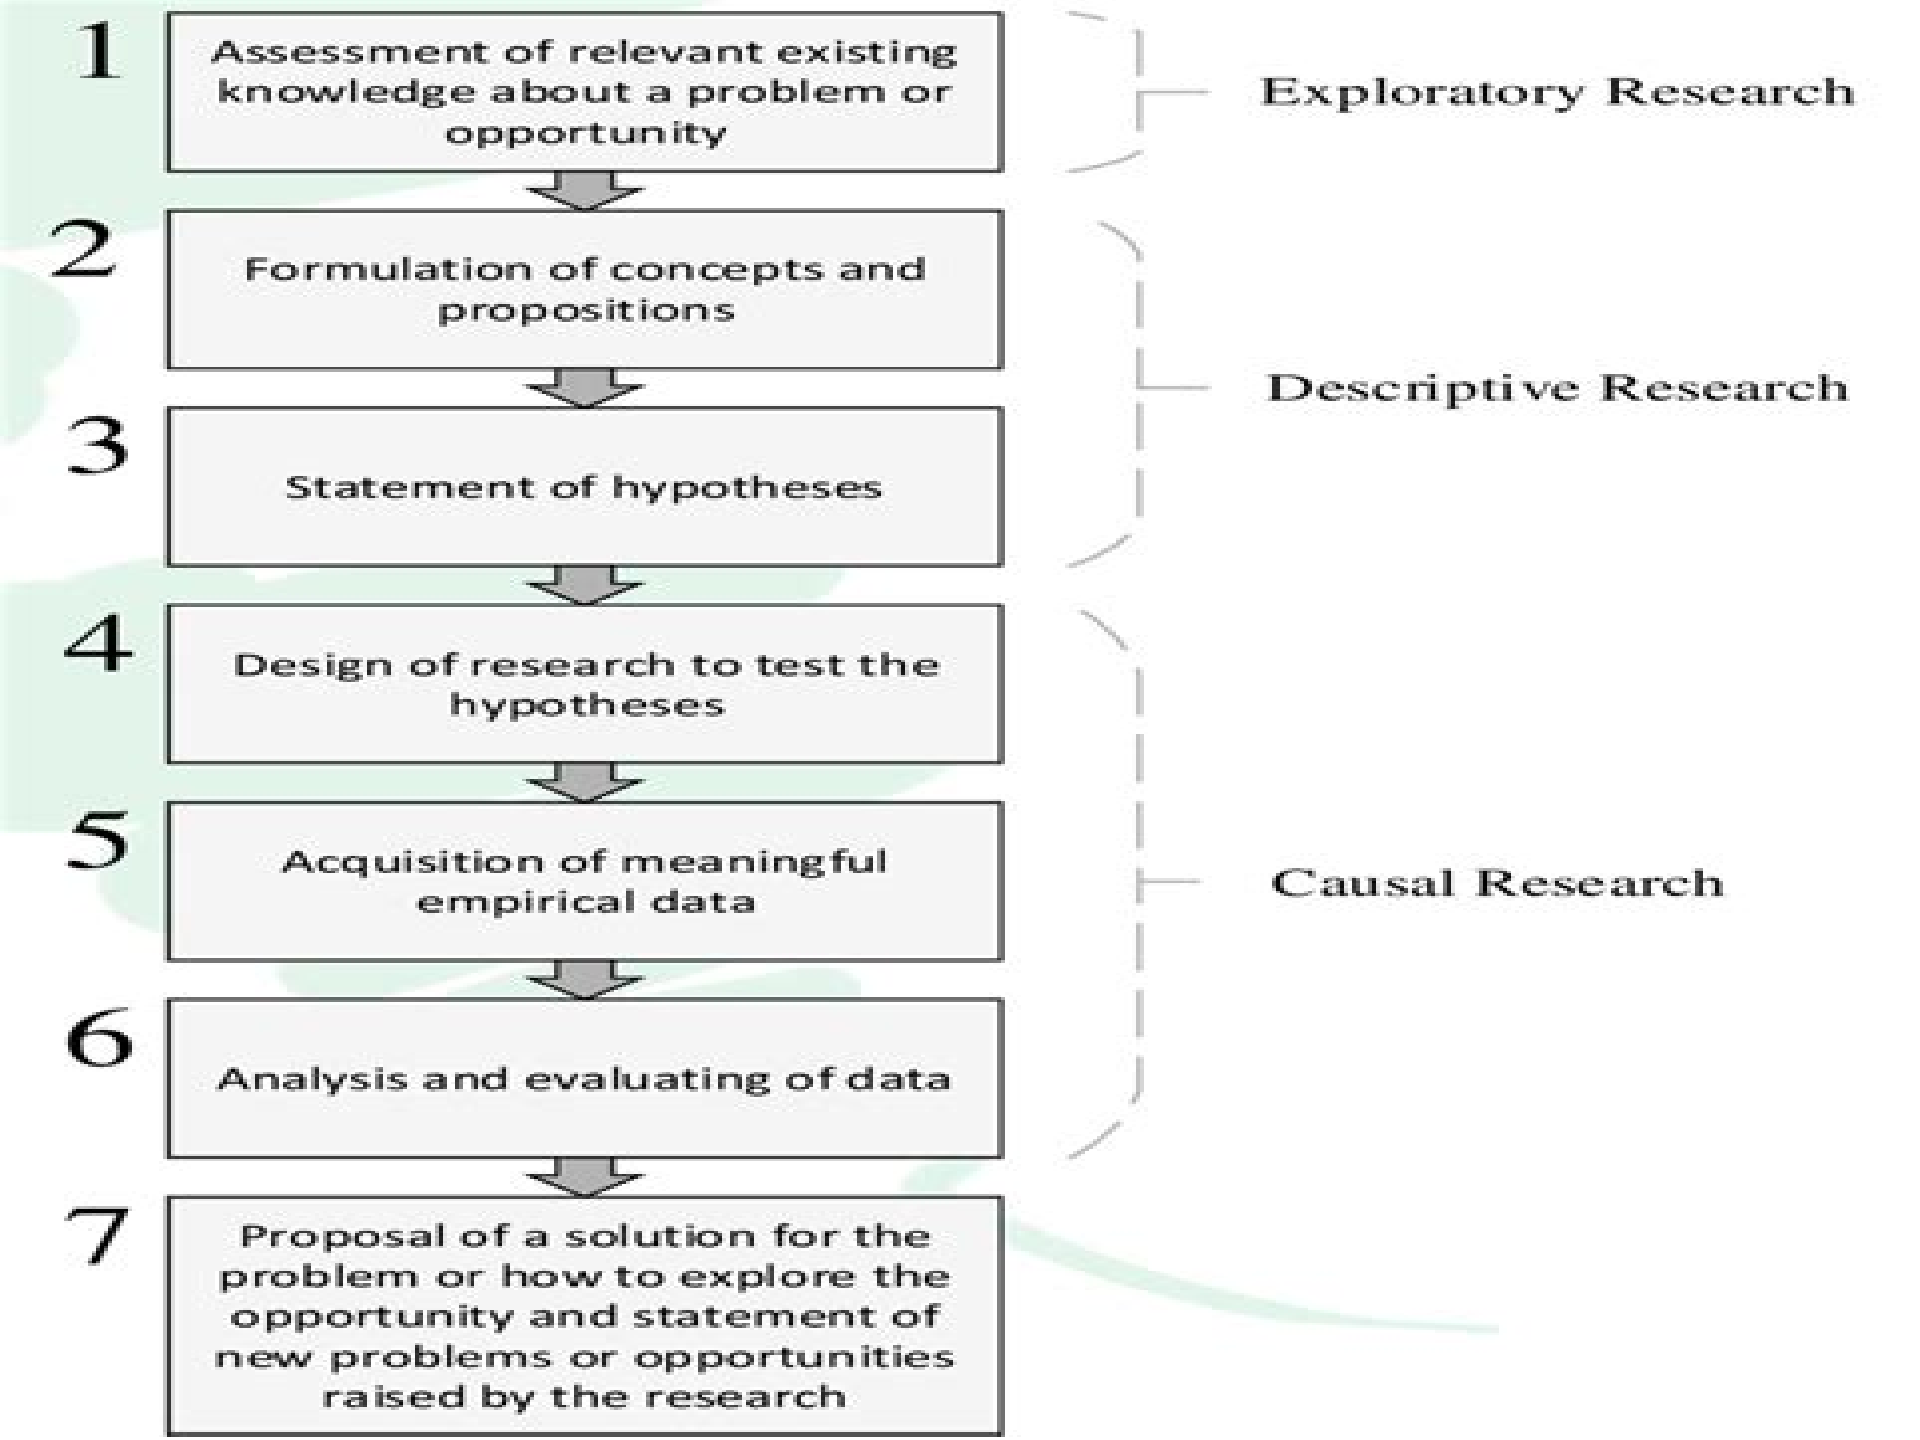 1
Assessment of relevant existing
knowledge about a problem or
opportunity
Exploratory Research
2
Formulation of concepts and
propositions
Descriptive Research
3
Statement of hypotheses
4
Design of research to test the
hypotheses
5
Acquisition of meaningful
empirical data
Causal Research
6
Analysis and evaluating of data
7
Proposal of a solution for the
problem or how to explore the
opportunity and statement of
new problems or opportunities
raised by the research